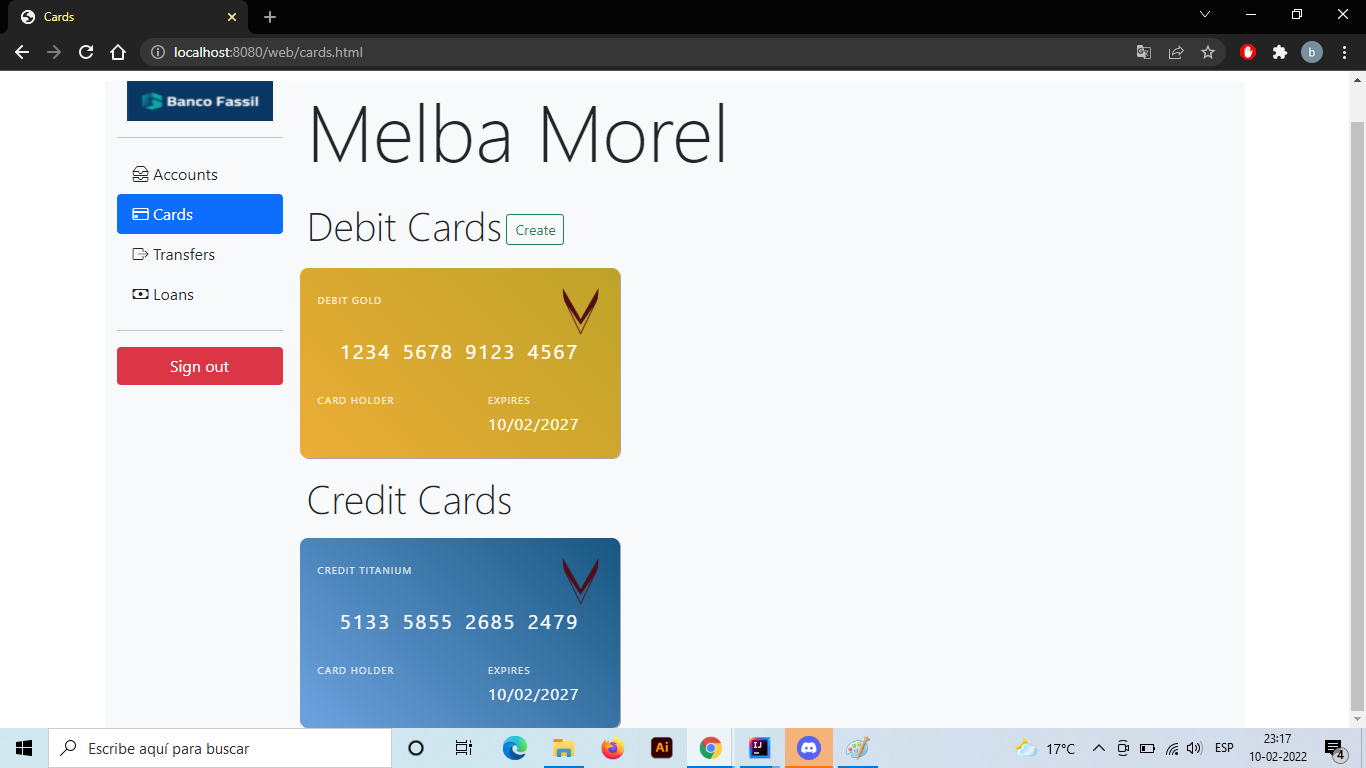 Cards
localhost:8080/web/cards.html
b
Banco Fassil
Melba Morel
Accounts
Cards
Transfers
Loans
Sign out
Debit Cards
Create
DEBIT GOLD
1234 5678 9123 4567
CARD HOLDER
EXPIRES
10/02/2027
Credit Cards
CREDIT TITANIUM
5133 5855 2685 2479
CARD HOLDER
EXPIRES
10/02/2027
Escribe aquí para buscar
Ai
IJ
17°C
ESP
23:17
10-02-2022
4